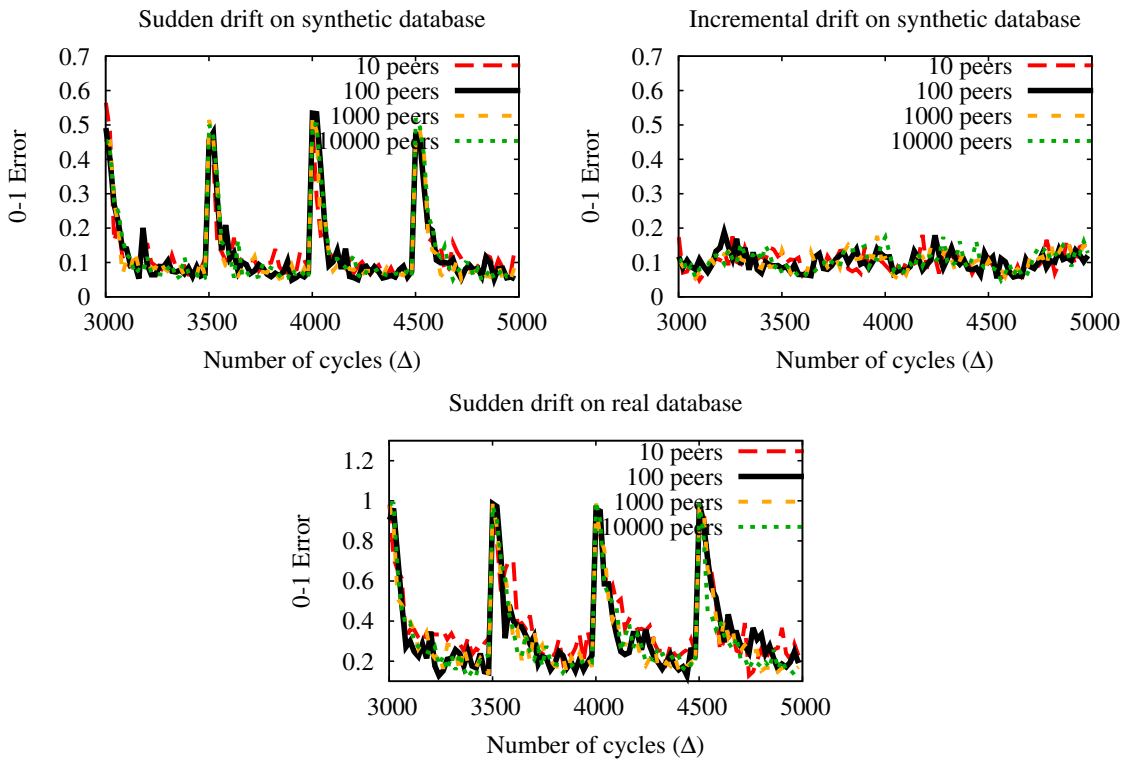 Sudden drift on synthetic database
0.7
0.6
0.5
0.4
0.3
0.2
0.1
0
0-1 Error
10 peers
100 peers
1000 peers
10000 peers
3000 3500 4000 4500 5000
Number of cycles (Δ)
Incremental drift on synthetic database
0.7
0.6
0.5
0.4
0.3
0.2
0.1
0
0-1 Error
10 peers
100 peers
1000 peers
10000 peers
3000 3500 4000 4500 5000
Number of cycles (Δ)
Sudden drift on real database
1.2
1
0.8
0.6
0.4
0.2
0-1 Error
10 peers
100 peers
1000 peers
10000 peers
3000 3500 4000 4500 5000
Number of cycles (Δ)